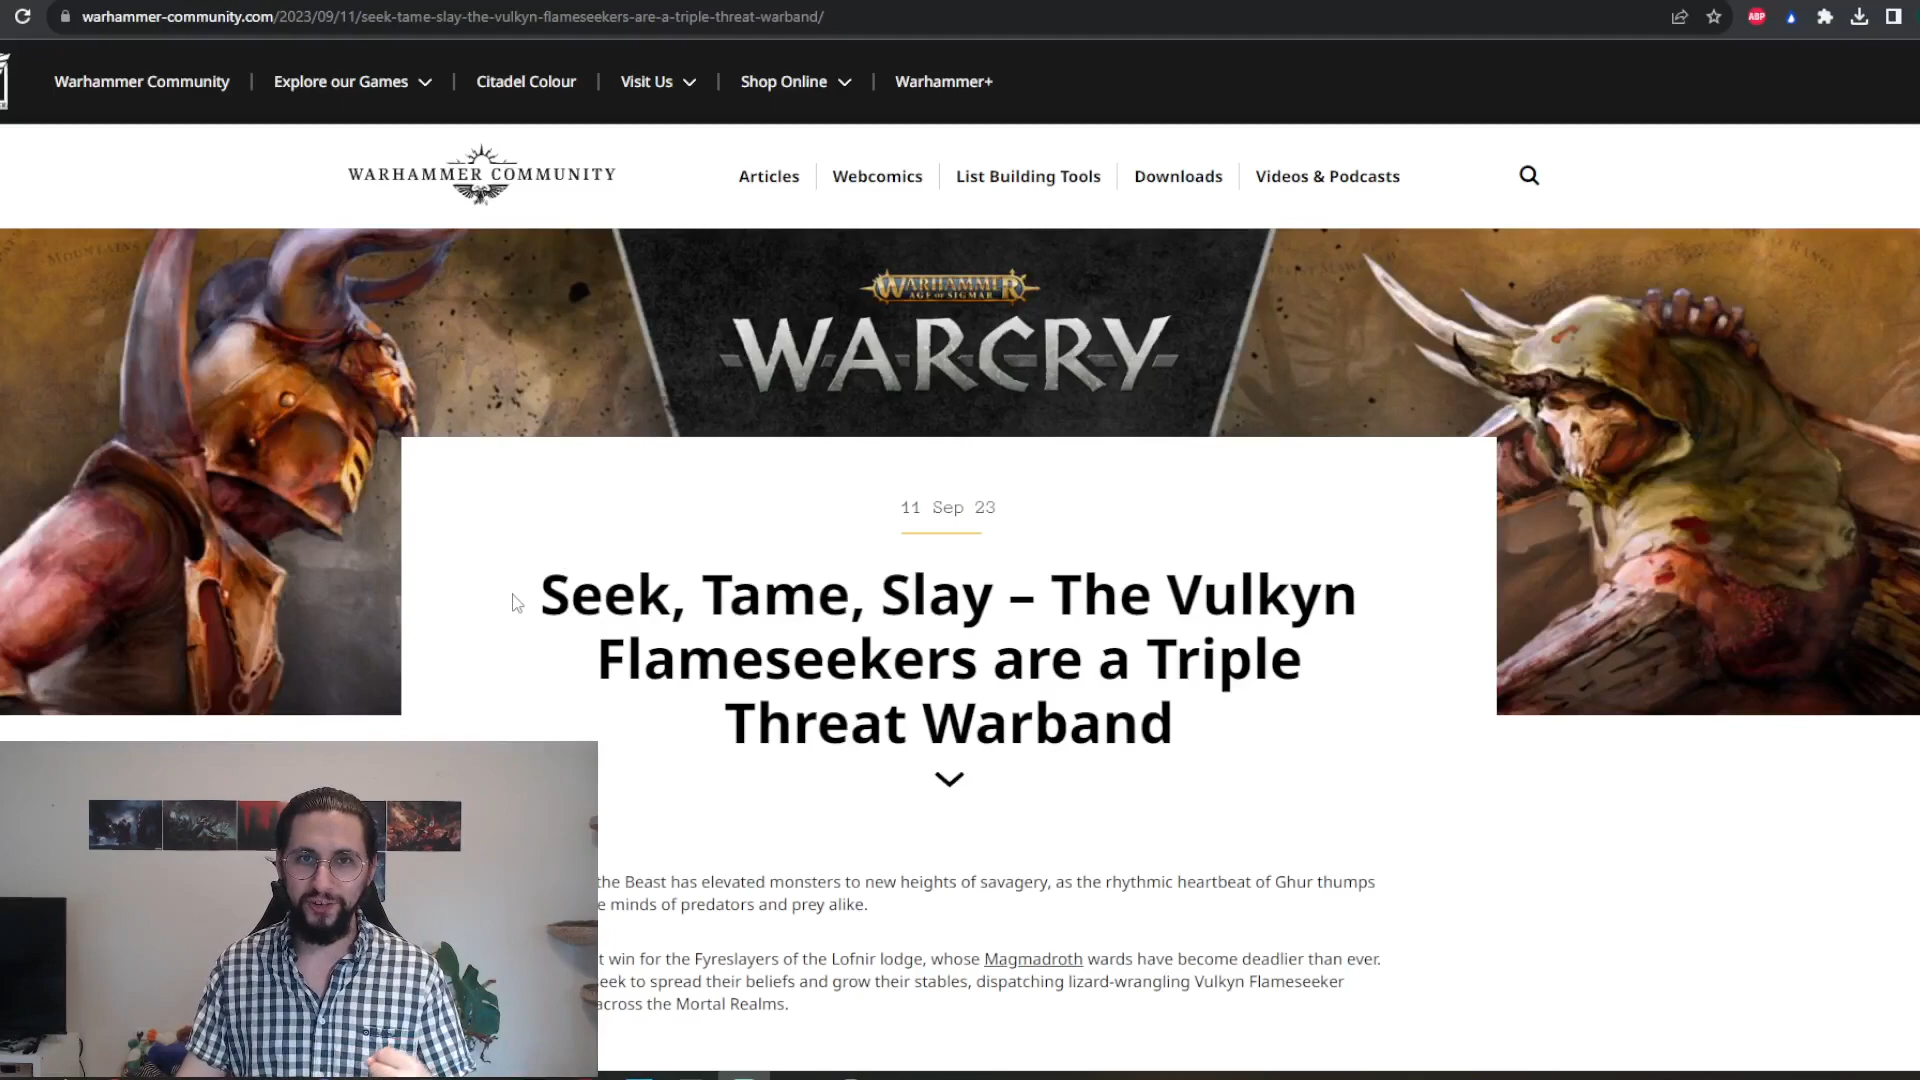 warhammer-community.com/2023/09/11/seek-tame-slay-the-vulkyn-flameseekers-are-a-triple-threat-warband/
ABP
Warhammer Community
Explore our Games
Citadel Colour
Visit Us
Shop Online
Warhammer+
WARHAMMER COMMUNITY
Articles
Webcomics
List Building Tools
Downloads
Videos & Podcasts
WARHAMMER
AGE OF SIGMAR
WARCRY
11 Sep 23
Seek, Tame, Slay – The Vulkyn
Flameseekers are a Triple
Threat Warband
the Beast has elevated monsters to new heights of savagery, as the rhythmic heartbeat of Ghur thumps
e minds of predators and prey alike.
t win for the Fyreslayers of the Lofnir lodge, whose Magmadroth wards have become deadlier than ever.
eek to spread their beliefs and grow their stables, dispatching lizard-wrangling Vulkyn Flameseeker
across the Mortal Realms.